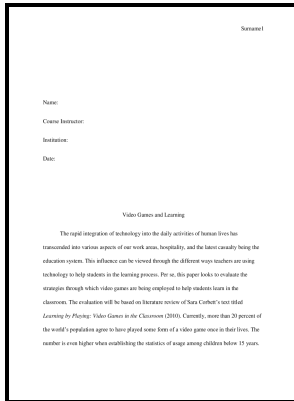 Surname1
Name:
Course Instructor:
Institution:
Date:
Video Games and Learning
The rapid integration of technology into the daily activities of human lives has
transcended into various aspects of our work areas, hospitality, and the latest casualty being the
education system. This influence can be viewed through the different ways teachers are using
technology to help students in the learning process. Per se, this paper looks to evaluate the
strategies through which video games are being employed to help students learn in the
classroom. The evaluation will be based on literature review of Sara Corbett's text titled
Learning by Playing: Video Games in the Classroom (2010). Currently, more than 20 percent of
the world's population agree to have played some form of a video game once in their lives. The
number is even higher when establishing the statistics of usage among children below 15 years.